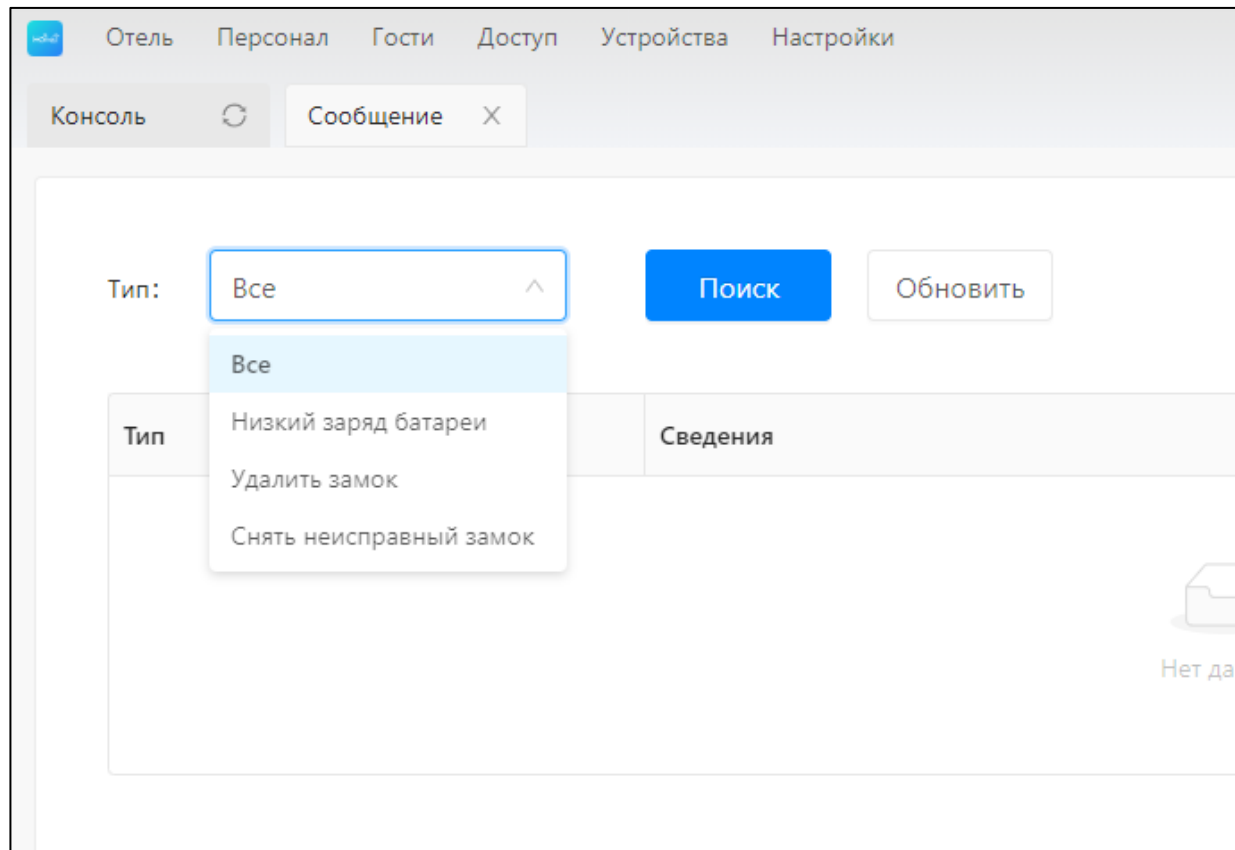 Отель Персонал Гости Доступ Устройства Настройки
Консоль Сообщение
Тип: Все Поиск Обновить
Все
Низкий заряд батареи
Удалить замок
Снять неисправный замок
Тип Сведения
Нет